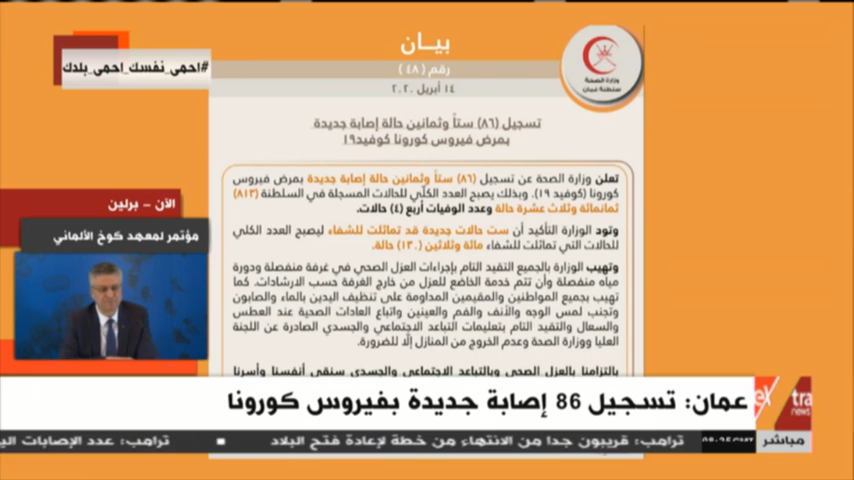 بيـــان
رقم (٤٨)
١٤ أبريل ٢٠٢٠
وزارة الصحة
سلطنة عمان
#احمى_نفسك_احمى_بلدك
تسجيل (٨٦) ستاً وثمانين حالة إصابة جديدة
بمرض فيروس كورونا كوفيد١٩
تعلن وزارة الصحة عن تسجيل (٨٦) ستاً وثمانين حالة إصابة جديدة بمرض فيروس
كورونا (كوفيد ١٩)، وبذلك يصبح العدد الكلّي للحالات المسجلة في السلطنة (٨١٣)
ثمانمائة وثلاث عشرة حالة وعدد الوفيات أربع (٤) حالات.
وتود الوزارة التأكيد أن ست حالات جديدة قد تماثلت للشفاء ليصبح العدد الكلي
للحالات التي تماثلت للشفاء مائة وثلاثين (١٣٠) حالة.
وتهيب الوزارة بالجميع التقيد التام بإجراءات العزل الصحي في غرفة منفصلة ودورة
مياه منفصلة وأن تتم خدمة الخاضع للعزل من خارج الغرفة حسب الارشادات. كما
تهيب بجميع المواطنين والمقيمين المداومة على تنظيف اليدين بالماء والصابون
وتجنب لمس الوجه والأنف والفم والعينين واتباع العادات الصحية عند العطس
والسعال والتقيد التام بتعليمات التباعد الاجتماعي والجسدي الصادرة عن اللجنة
العليا ووزارة الصحة وعدم الخروج من المنازل إلّا للضرورة.
بالتزامنا بالعزل الصحي وبالتباعد الاجتماعي والجسدي سنقي أنفسنا وأسرنا
الآن - برلين
مؤتمر لمعهد كوخ الألماني
عمان: تسجيل 86 إصابة جديدة بفيروس كورونا
eX tra
news
مباشر
ترامب: قريبون جدا من الانتهاء من خطة لإعادة فتح البلاد
ترامب: عدد الإصابات